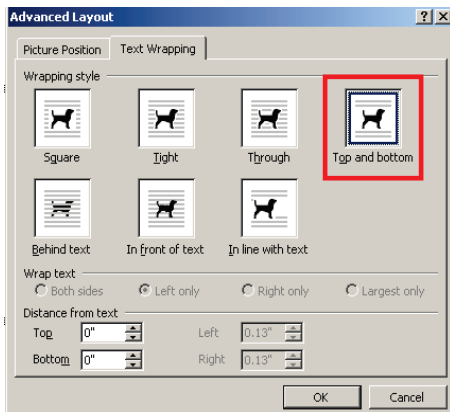 Advanced Layout
Picture Position Text Wrapping
Wrapping style
Square Tight Through Top and bottom
Behind text In front of text In line with text
Wrap text
Both sides Left only Right only Largest only
Distance from text
Top 0" Left 0.13"
Bottom 0" Right 0.13"
OK Cancel